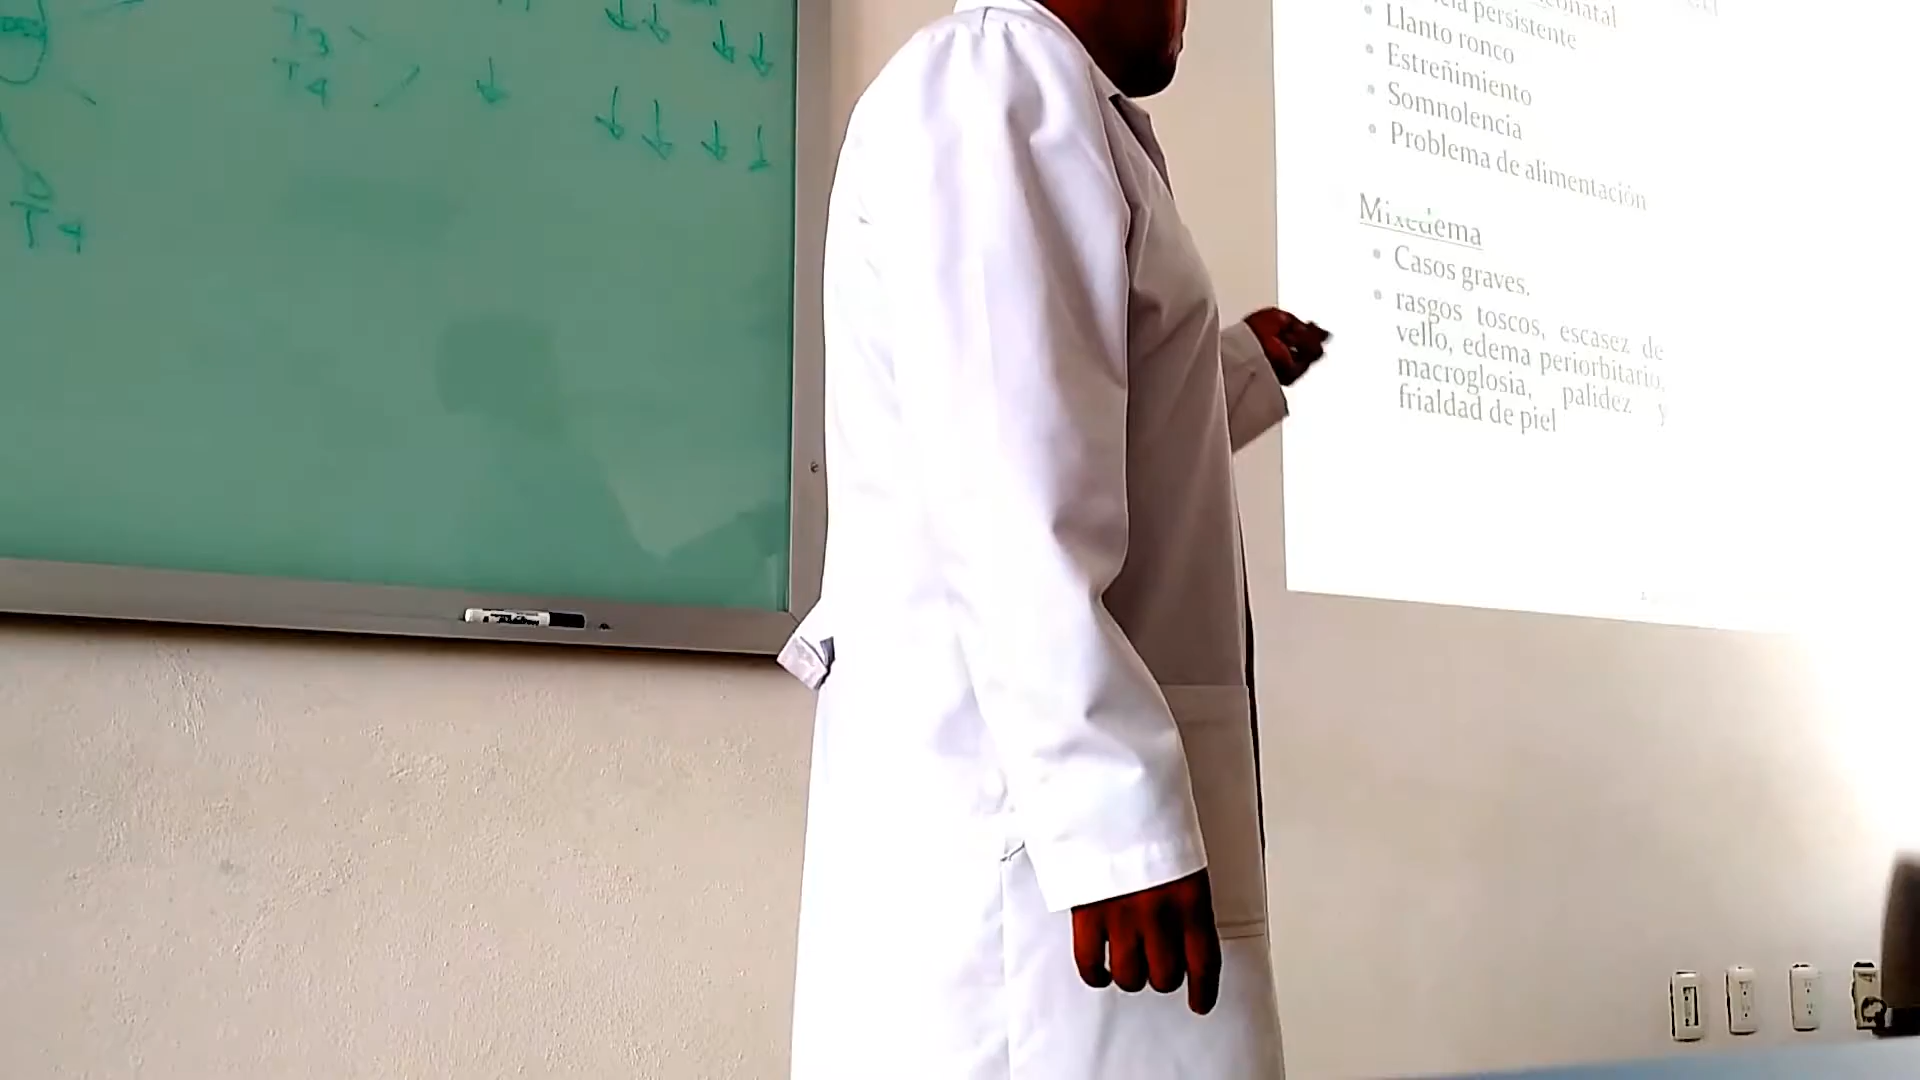 T3
T4
T4
persistente
Llanto ronco
Estreñimiento
Somnolencia
Problema de alimentación
Mixedema
Casos graves.
rasgos toscos, escasez de
vello, edema periorbitario,
macroglosia, palidez y
frialdad de piel